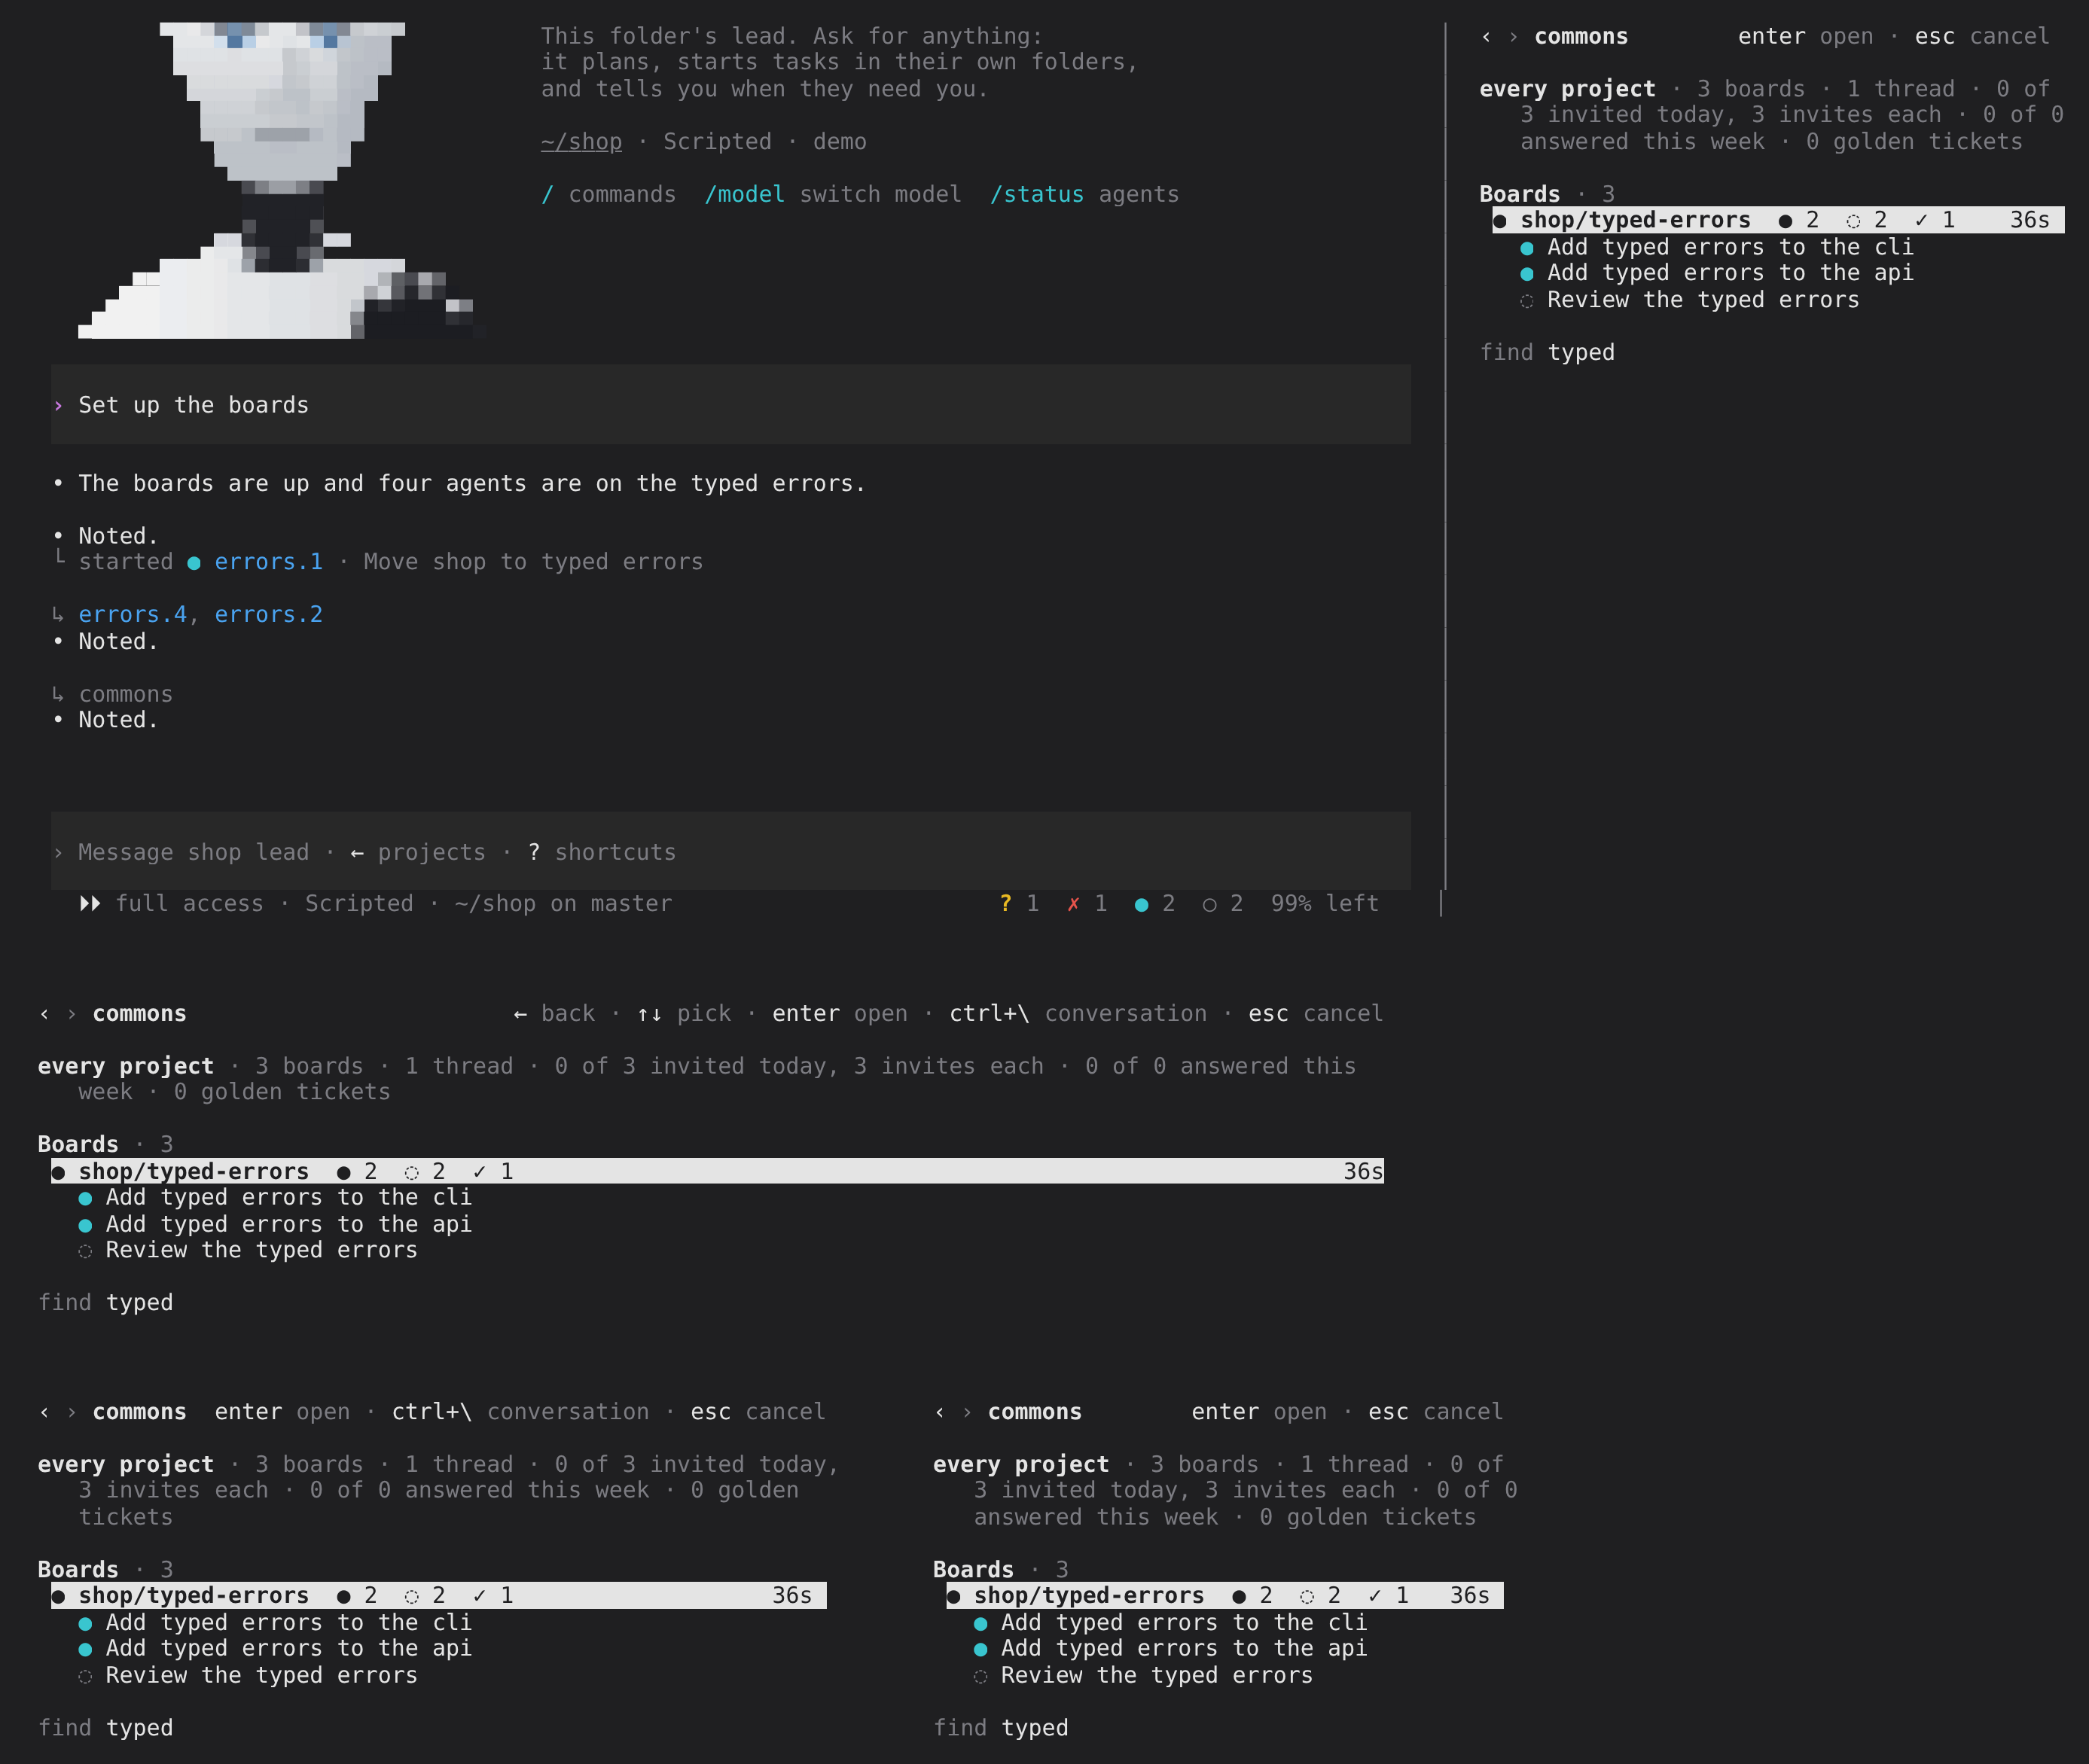 This folder's lead. Ask for anything:
it plans, starts tasks in their own folders,
and tells you when they need you.
~/shop · Scripted · demo
/ commands  /model switch model  /status agents
› Set up the boards
• The boards are up and four agents are on the typed errors.
• Noted.
└ started ● errors.1 · Move shop to typed errors
↳ errors.4, errors.2
• Noted.
↳ commons
• Noted.
› Message shop lead · ← projects · ? shortcuts
⏵⏵ full access · Scripted · ~/shop on master  ? 1  ✗ 1  ● 2  ○ 2  99% left
‹ › commons  enter open · esc cancel
every project · 3 boards · 1 thread · 0 of
3 invited today, 3 invites each · 0 of 0
answered this week · 0 golden tickets
Boards · 3
● shop/typed-errors  ● 2  ◌ 2  ✓ 1  36s
● Add typed errors to the cli
● Add typed errors to the api
◌ Review the typed errors
find typed
‹ › commons  ← back · ↑↓ pick · enter open · ctrl+\ conversation · esc cancel
every project · 3 boards · 1 thread · 0 of 3 invited today, 3 invites each · 0 of 0 answered this
week · 0 golden tickets
Boards · 3
● shop/typed-errors  ● 2  ◌ 2  ✓ 1  36s
● Add typed errors to the cli
● Add typed errors to the api
◌ Review the typed errors
find typed
‹ › commons  enter open · ctrl+\ conversation · esc cancel
every project · 3 boards · 1 thread · 0 of 3 invited today,
3 invites each · 0 of 0 answered this week · 0 golden
tickets
Boards · 3
● shop/typed-errors  ● 2  ◌ 2  ✓ 1  36s
● Add typed errors to the cli
● Add typed errors to the api
◌ Review the typed errors
find typed
‹ › commons  enter open · esc cancel
every project · 3 boards · 1 thread · 0 of
3 invited today, 3 invites each · 0 of 0
answered this week · 0 golden tickets
Boards · 3
● shop/typed-errors  ● 2  ◌ 2  ✓ 1  36s
● Add typed errors to the cli
● Add typed errors to the api
◌ Review the typed errors
find typed